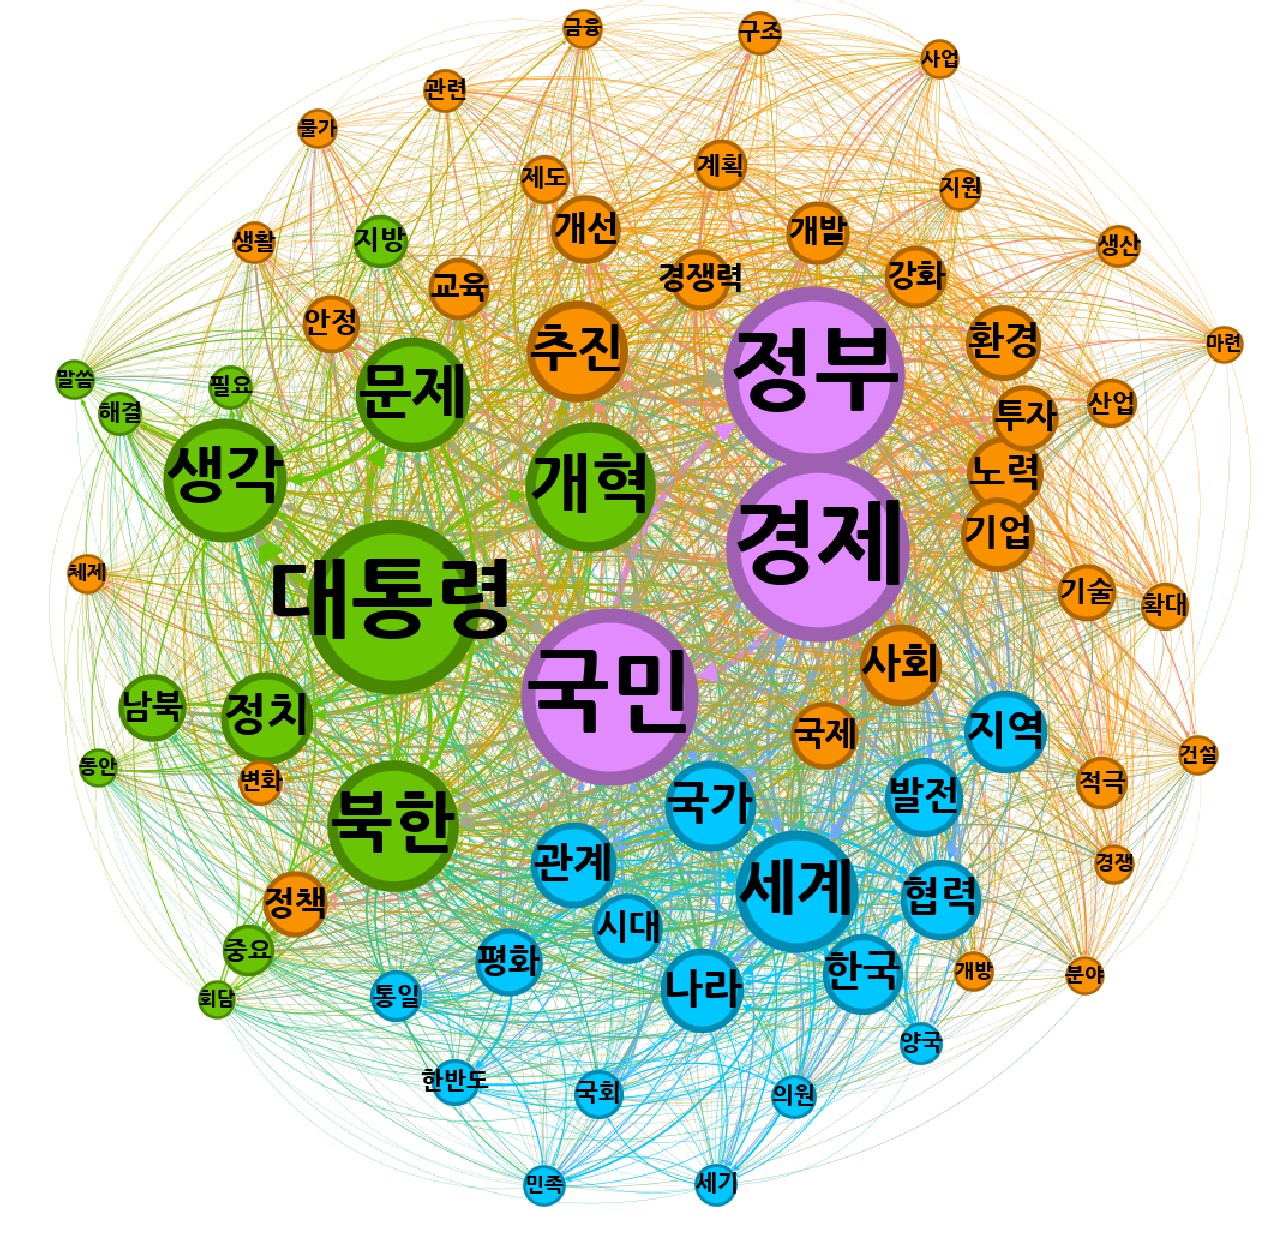 금융
구조
사업
관련
물가
계획
제도
지원
개선
개발
생활
지방
생산
강화
경쟁력
교육
안정
환경
마련
추진
정부
말씀
필요
문제
해결
투자
산업
생각
개혁
노력
기업
경제
체제
대통령
기술
확대
사회
국민
남북
정치
국제
지역
건설
통안
변화
적극
국가
발전
북한
관계
경쟁
세계
협력
정책
시대
중요
평화
나라
한국
개방
분야
통일
회담
양국
한반도
국회
의원
민족
세기